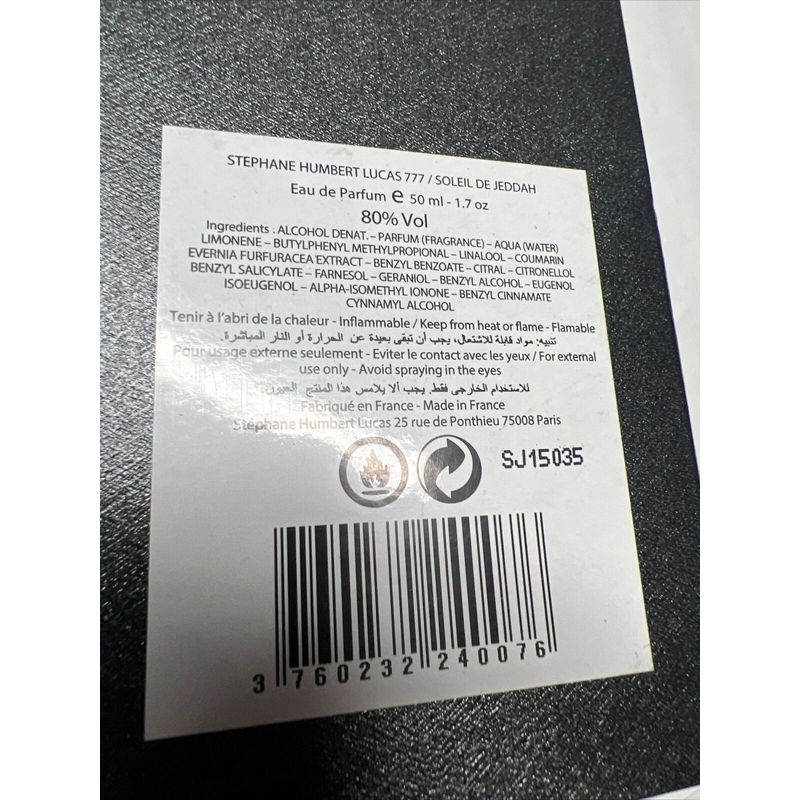 STEPHANE HUMBERT LUCAS 777 / SOLEIL DE JEDDAH
Eau de Parfum e 50 ml - 1.7 oz
80% Vol
Ingredients : ALCOHOL DENAT. – PARFUM (FRAGRANCE) – AQUA (WATER)
LIMONENE – BUTYLPHENYL METHYLPROPIONAL – LINALOOL – COUMARIN
EVERNIA FURFURACEA EXTRACT – BENZYL BENZOATE – CITRAL – CITRONELLOL
BENZYL SALICYLATE – FARNESOL – GERANIOL – BENZYL ALCOHOL – EUGENOL
ISOEUGENOL – ALPHA-ISOMETHYL IONONE – BENZYL CINNAMATE
CYNNAMYL ALCOHOL
Tenir à l'abri de la chaleur - Inflammable / Keep from heat or flame - Flamable
تنبيه: مواد قابلة للاشتعال، يجب أن تبقى بعيدة عن الحرارة أو النار المباشرة.
Pour usage externe seulement - Eviter le contact avec les yeux / For external
use only - Avoid spraying in the eyes
للاستخدام الخارجي فقط. يجب ألا يلامس هذا المنتج العيون.
Fabriqué en France - Made in France
Stéphane Humbert Lucas 25 rue de Ponthieu 75008 Paris
SJ15035
3 760232 240076